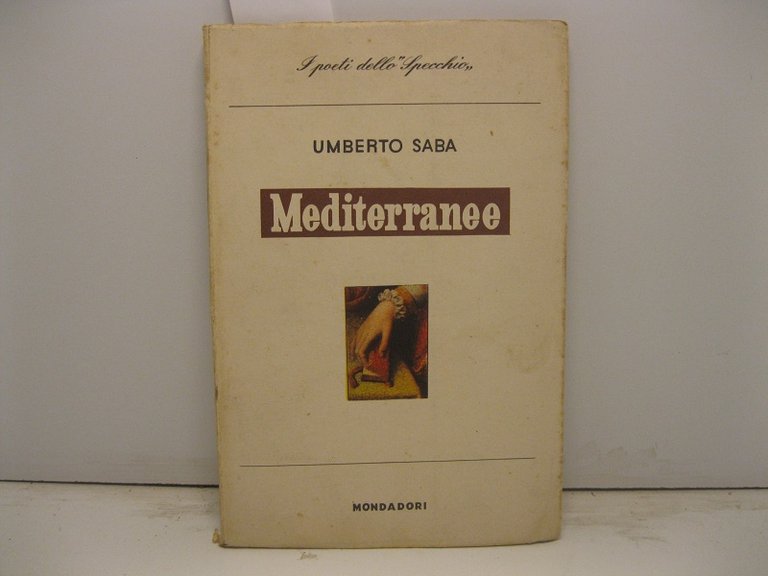 I poeti dello "Specchio„
UMBERTO SABA
Mediterranee
MONDADORI